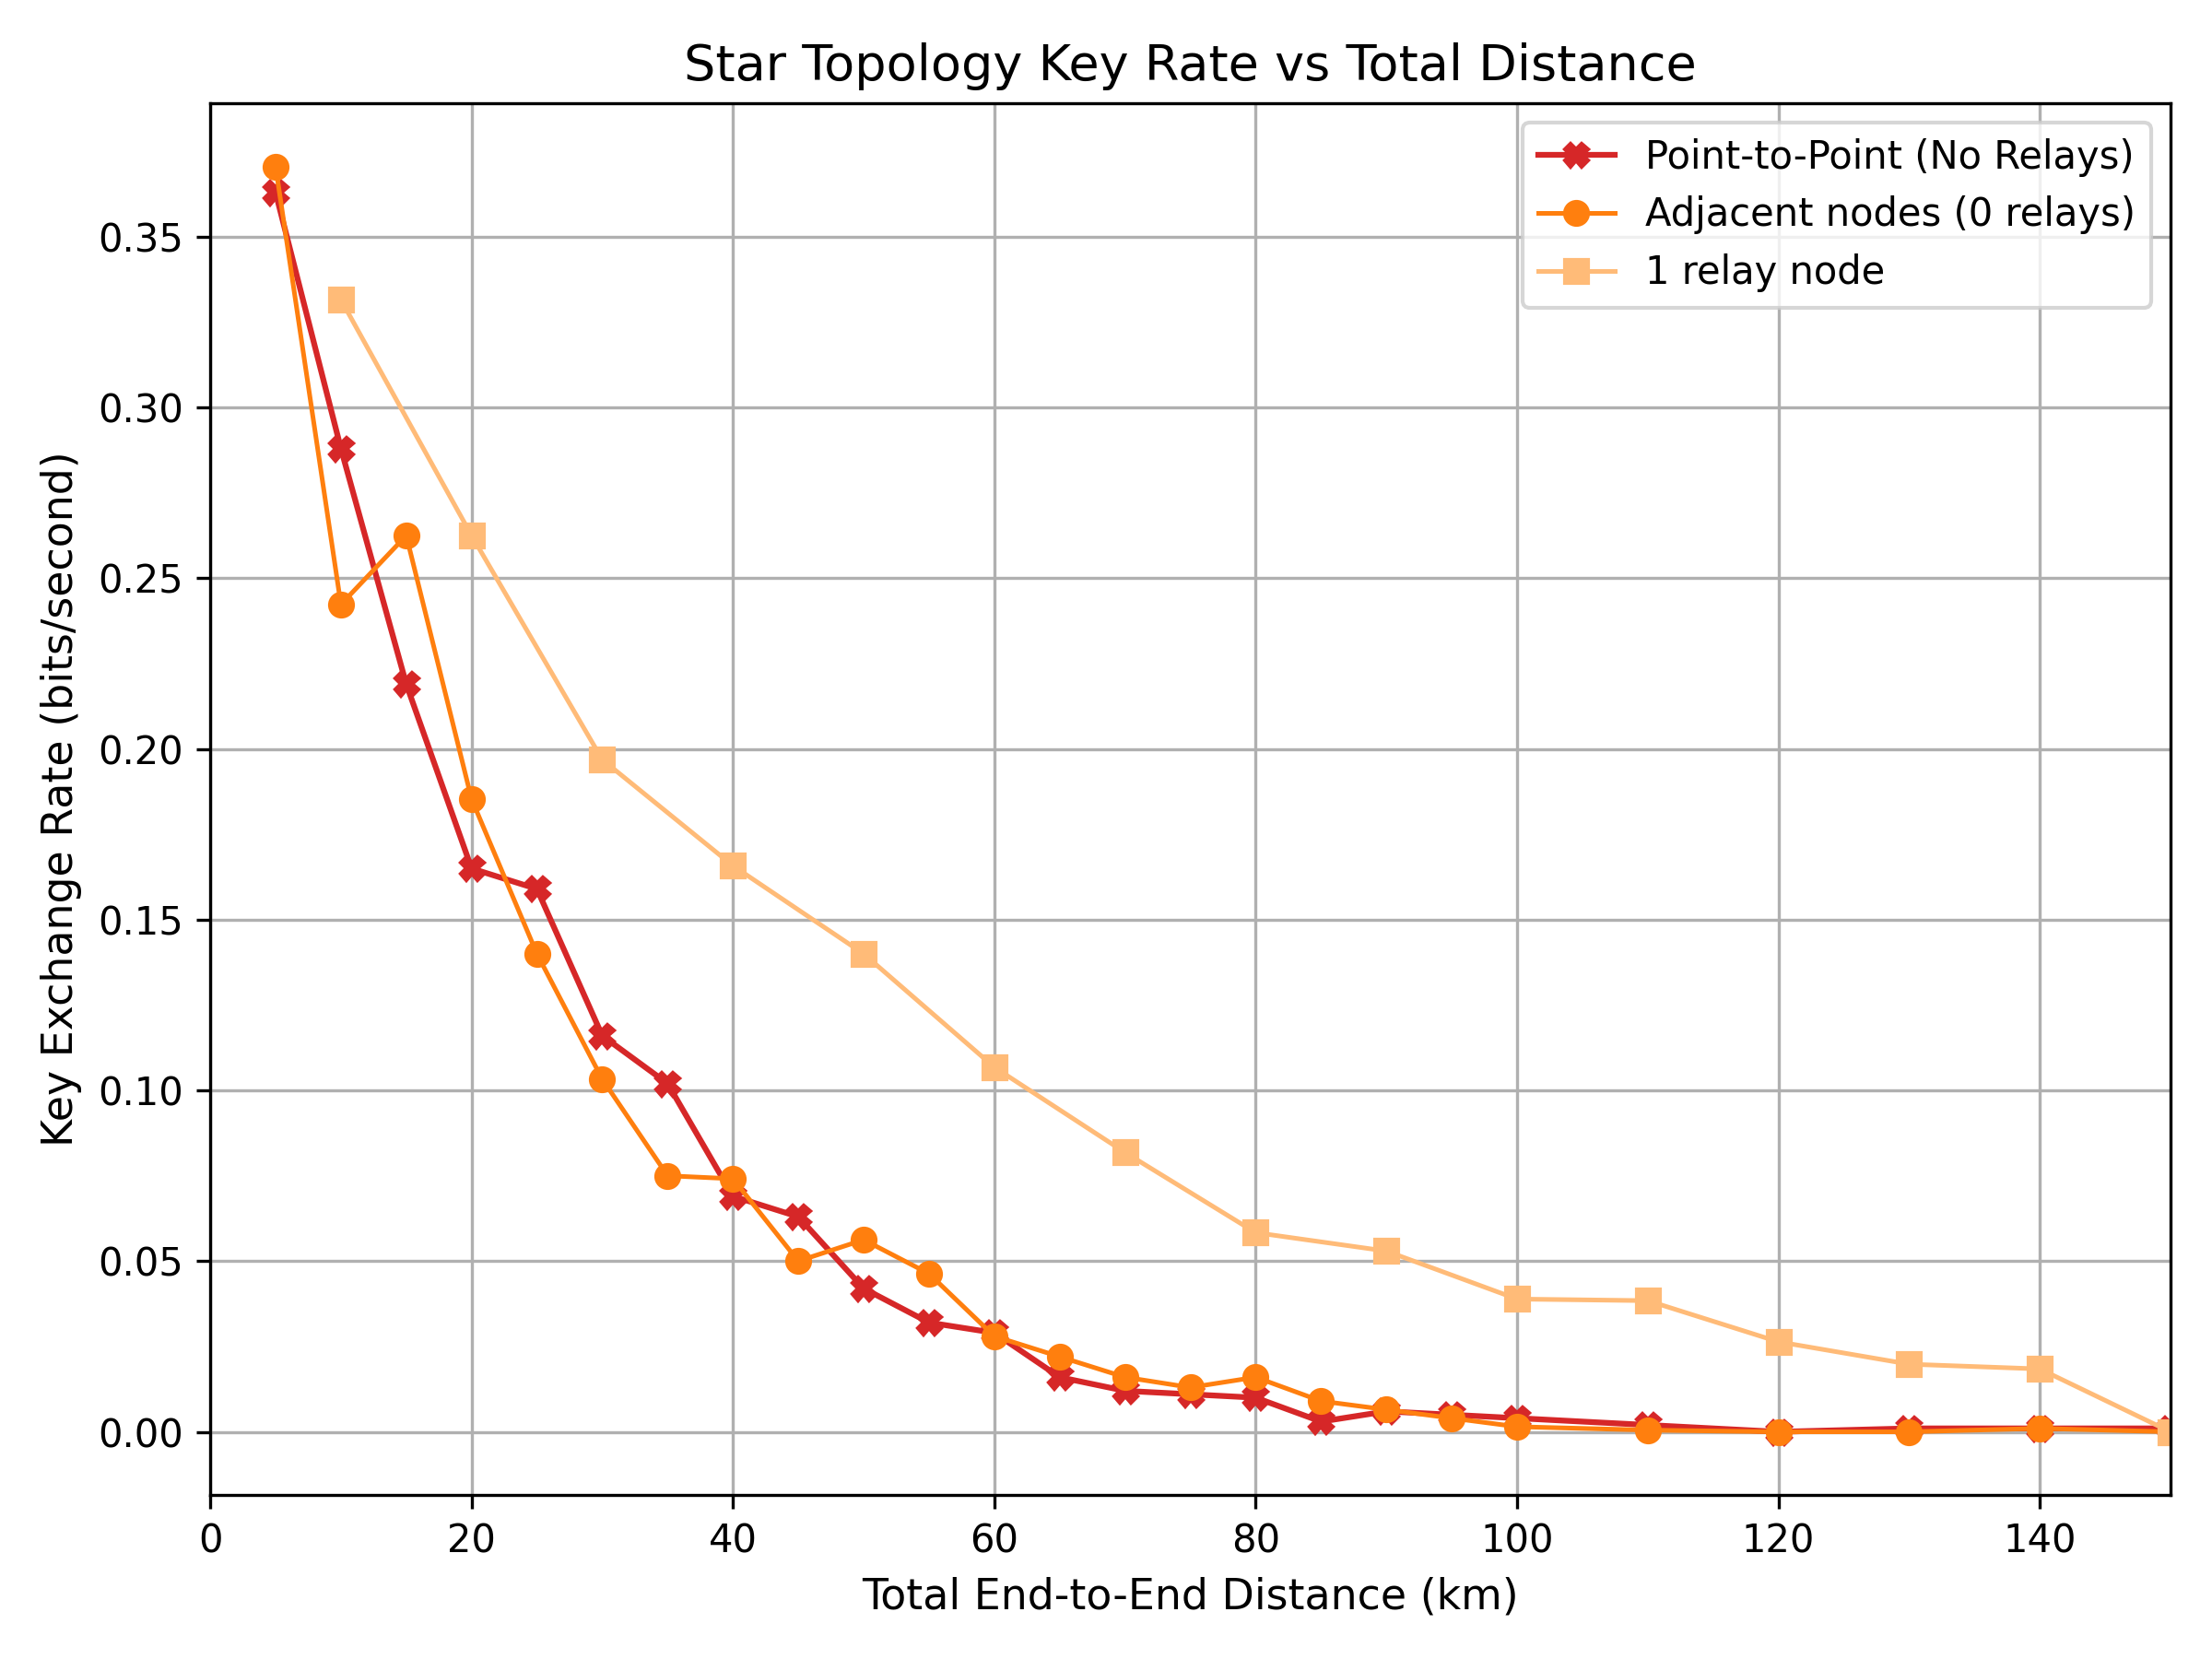 Star Topology Key Rate vs Total Distance
Point-to-Point (No Relays)
Adjacent nodes (0 relays)
1 relay node
Key Exchange Rate (bits/second)
0.35
0.30
0.25
0.20
0.15
0.10
0.05
0.00
0 20 40 60 80 100 120 140
Total End-to-End Distance (km)